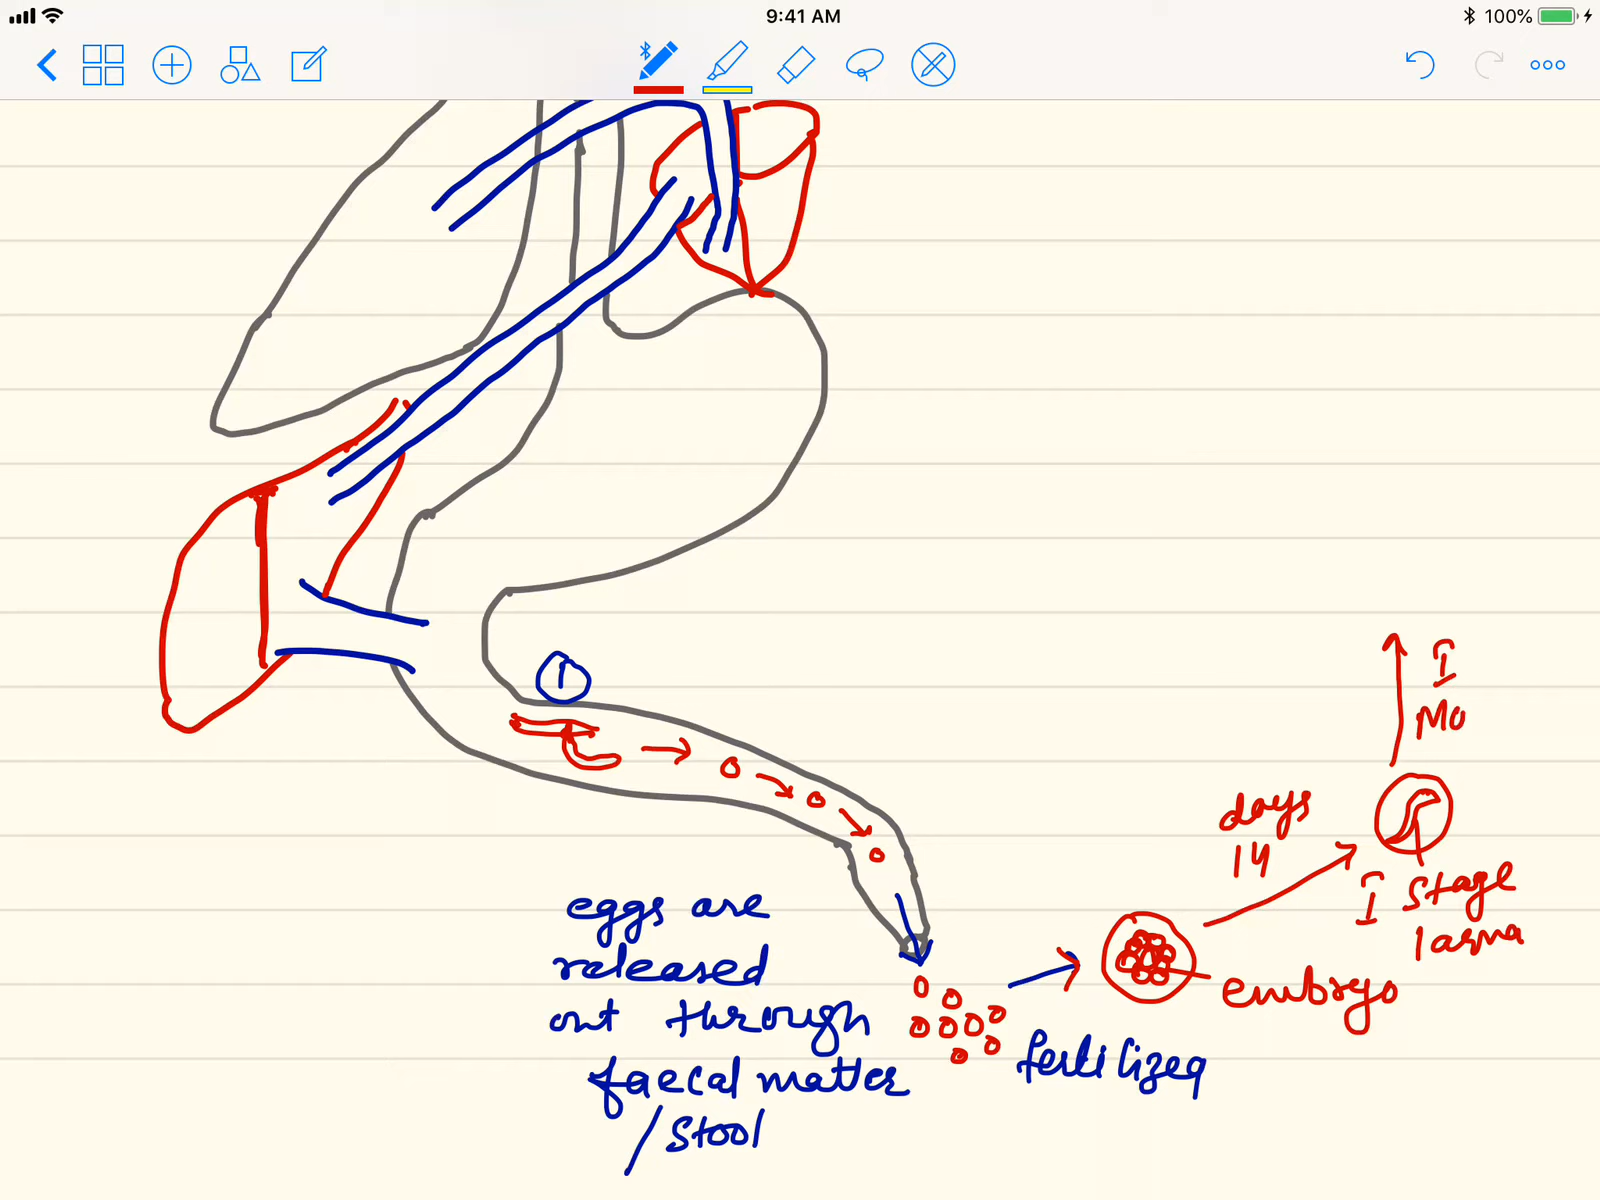 9:41 AM
100%
1
eggs are
released
out through
faecal matter
/stool
fertilized
embryo
days
14
I stage
larva
I
Mo